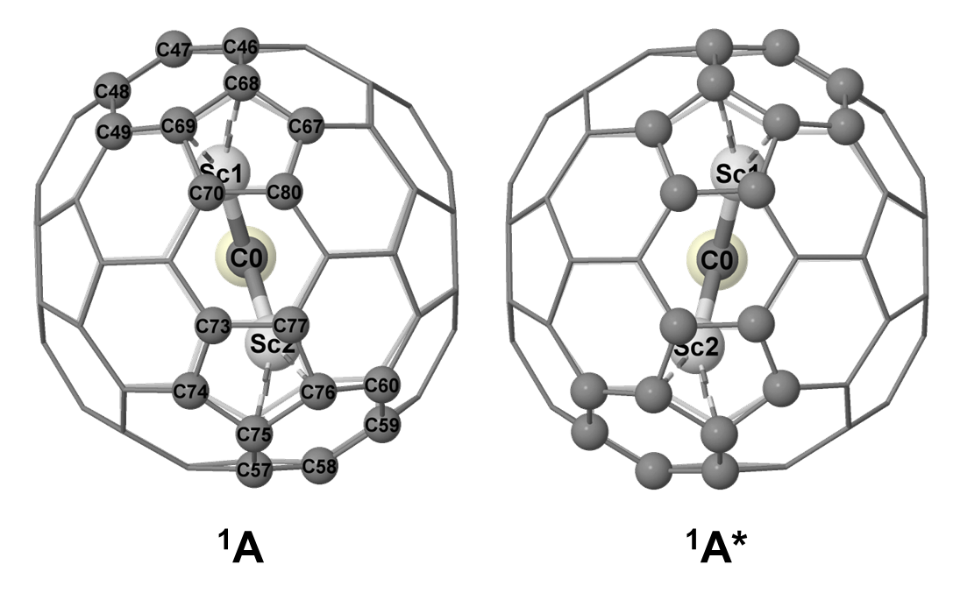 C47 C46
C68
C48
C49 C69 C67
Sc1
C70 C80
C0
C73 C77
Sc2
C74 C76 C60
C75 C59
C57 C58
Sc1
C0
Sc2
¹A ¹A*